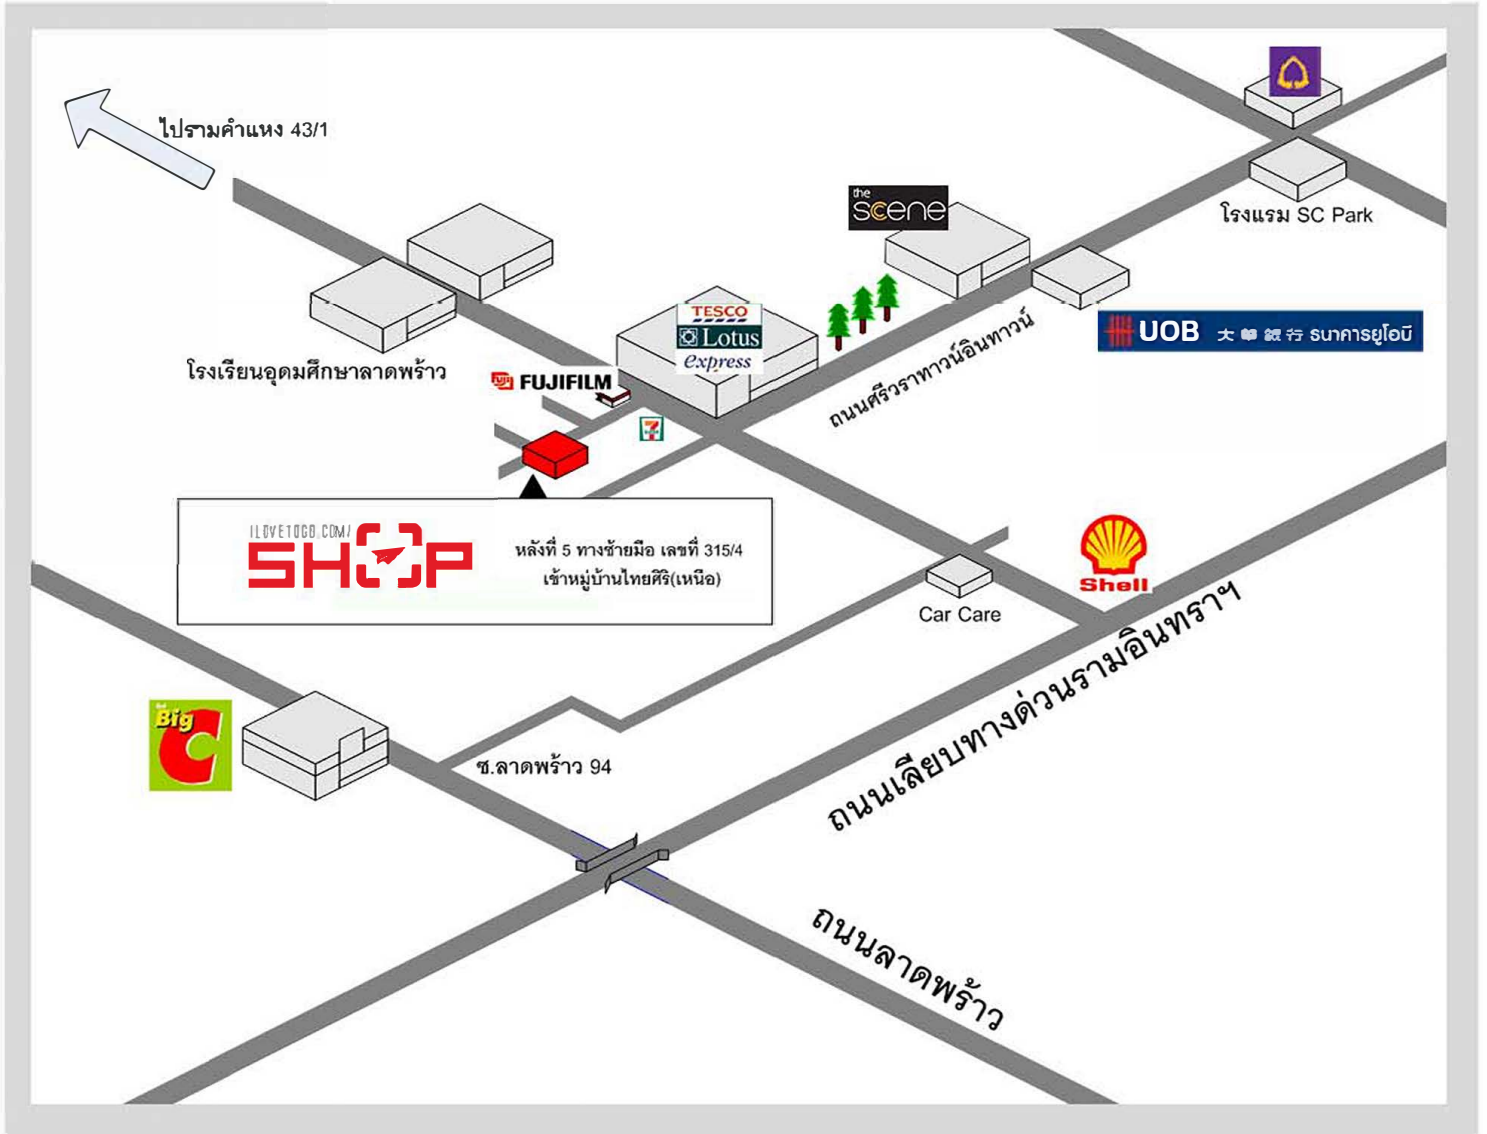 ไปรามคำแหง 43/1
the
scene
โรงแรม SC Park
TESCO
Lotus
express
UOB 大華銀行 ธนาคารยูโอบี
ถนนศรีวราทาวน์อินทาวน์
โรงเรียนอุดมศึกษาลาดพร้าว
FUJI FUJIFILM
7
ILOVETOGO.COM/
SHOP
หลังที่ 5 ทางซ้ายมือ เลขที่ 315/4
เข้าหมู่บ้านไทยศิริ(เหนือ)
Shell
Car Care
ถนนเลียบทางด่วนรามอินทราฯ
Big
C
ซ.ลาดพร้าว 94
ถนนลาดพร้าว